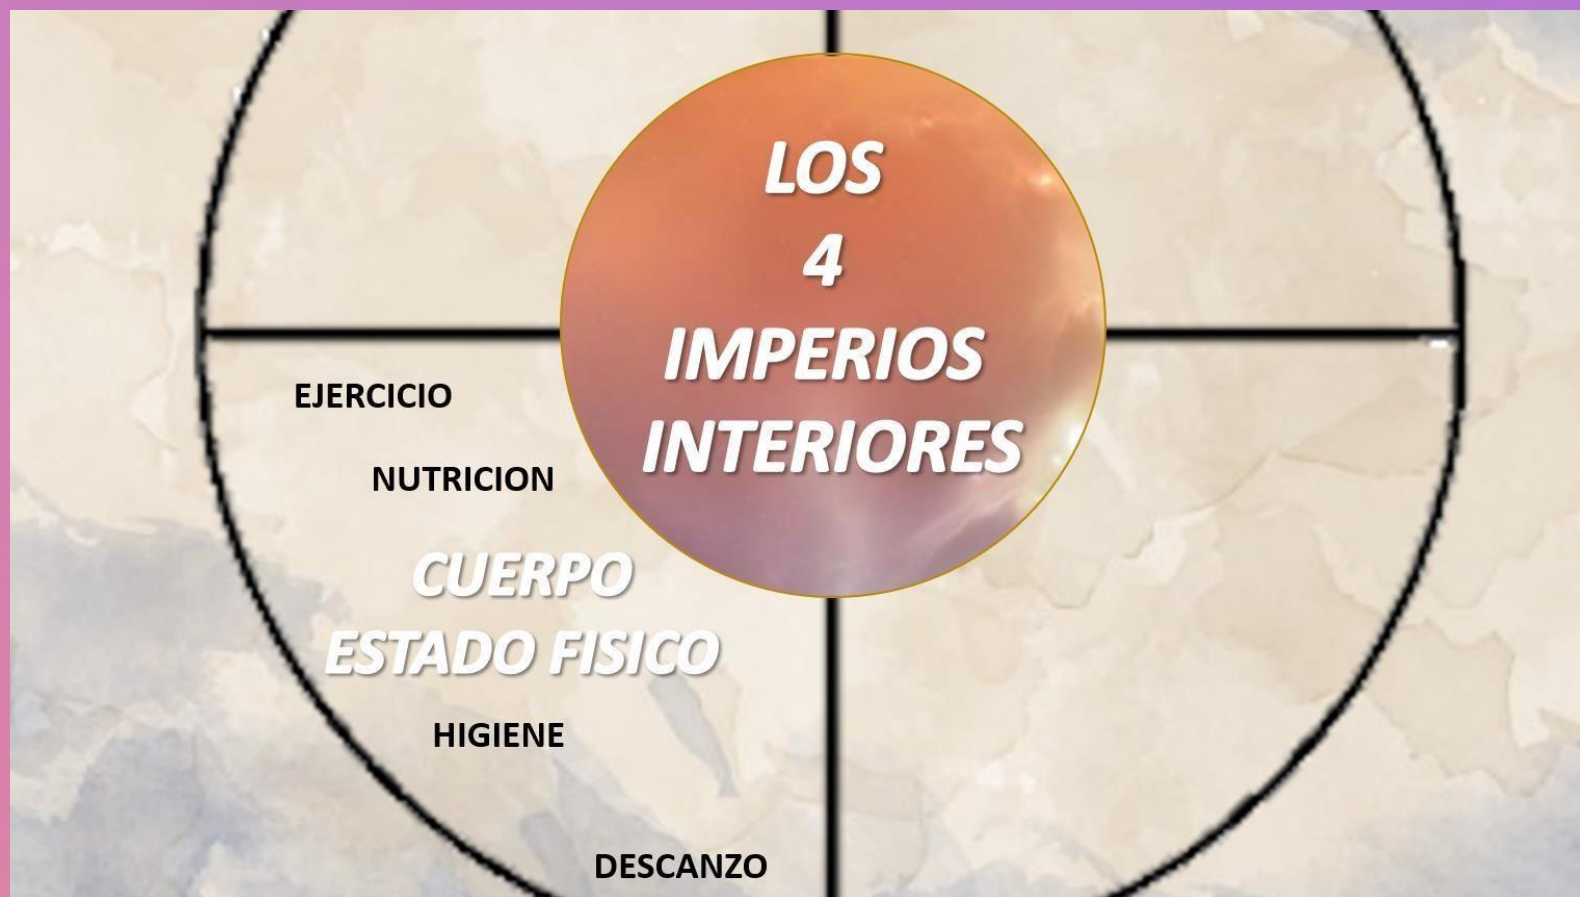 LOS
4
IMPERIOS
INTERIORES
EJERCICIO
NUTRICION
CUERPO
ESTADO FISICO
HIGIENE
DESCANZO